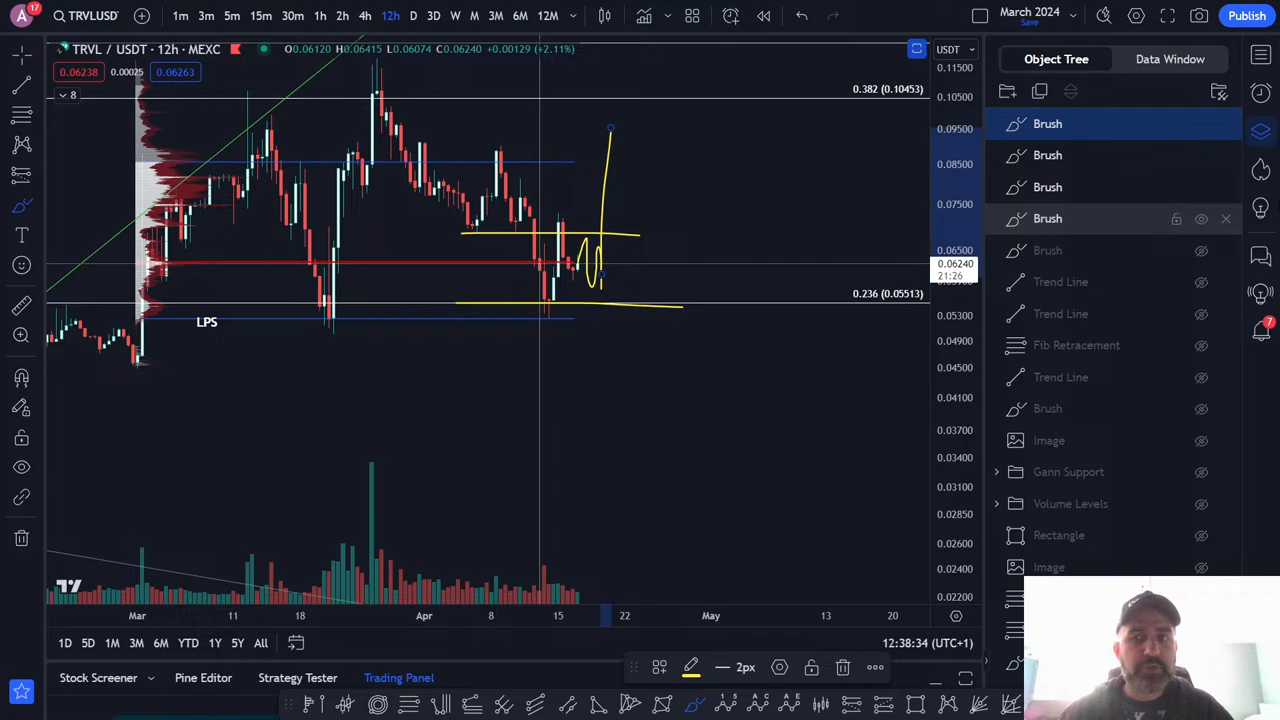 A 17 TRVLUSD 1m 3m 5m 15m 30m 1h 2h 4h 12h D 3D W M 3M 6M 12M March 2024 Save Publish
TRVL / USDT · 12h · MEXC O0.06120 H0.06415 L0.06074 C0.06240 +0.00129 (+2.11%) USDT
Object Tree Data Window
0.06238 0.00025 0.06263
8
0.11500
0.382 (0.10453)
0.10500
0.09500
0.08500
0.07500
0.06500
0.06240
21:26
0.236 (0.05513)
0.05300
LPS
0.04900
0.04500
0.04100
0.03700
0.03400
0.03100
0.02850
0.02600
0.02400
0.02200
Brush
Brush
Brush
Brush
Brush
Trend Line
Trend Line
Fib Retracement
Trend Line
Brush
Image
Gann Support
Volume Levels
Rectangle
Image
7
Mar 11 18 Apr 8 15 22 May 13 20
1D 5D 1M 3M 6M YTD 1Y 5Y All 12:38:34 (UTC+1)
2px
Stock Screener Pine Editor Strategy Tester Trading Panel